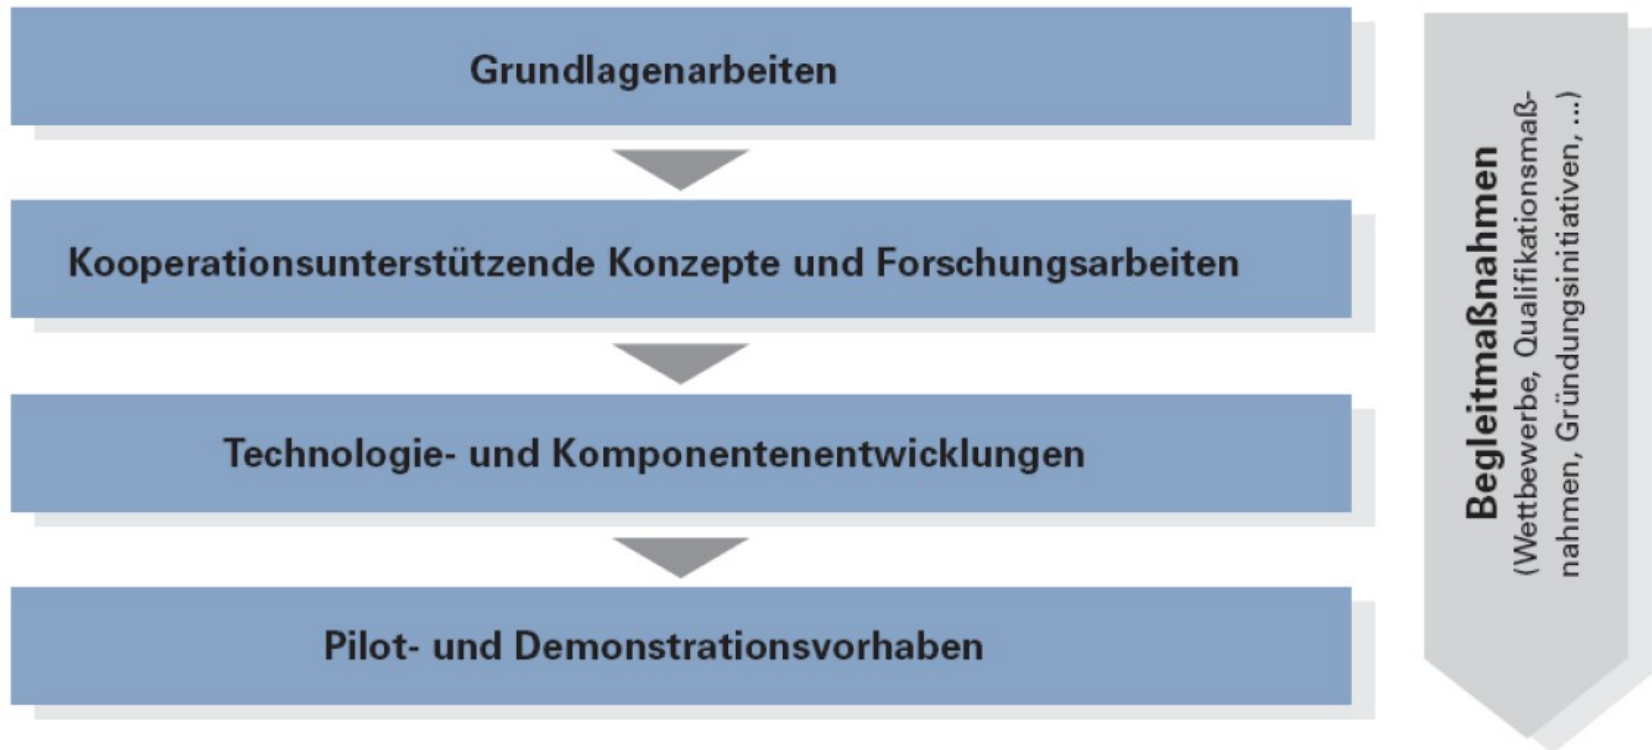 Grundlagenarbeiten
Kooperationsunterstützende Konzepte und Forschungsarbeiten
Technologie- und Komponentenentwicklungen
Pilot- und Demonstrationsvorhaben
Begleitmaßnahmen
(Wettbewerbe, Qualifikationsmaß-
nahmen, Gründungsinitiativen, ...)